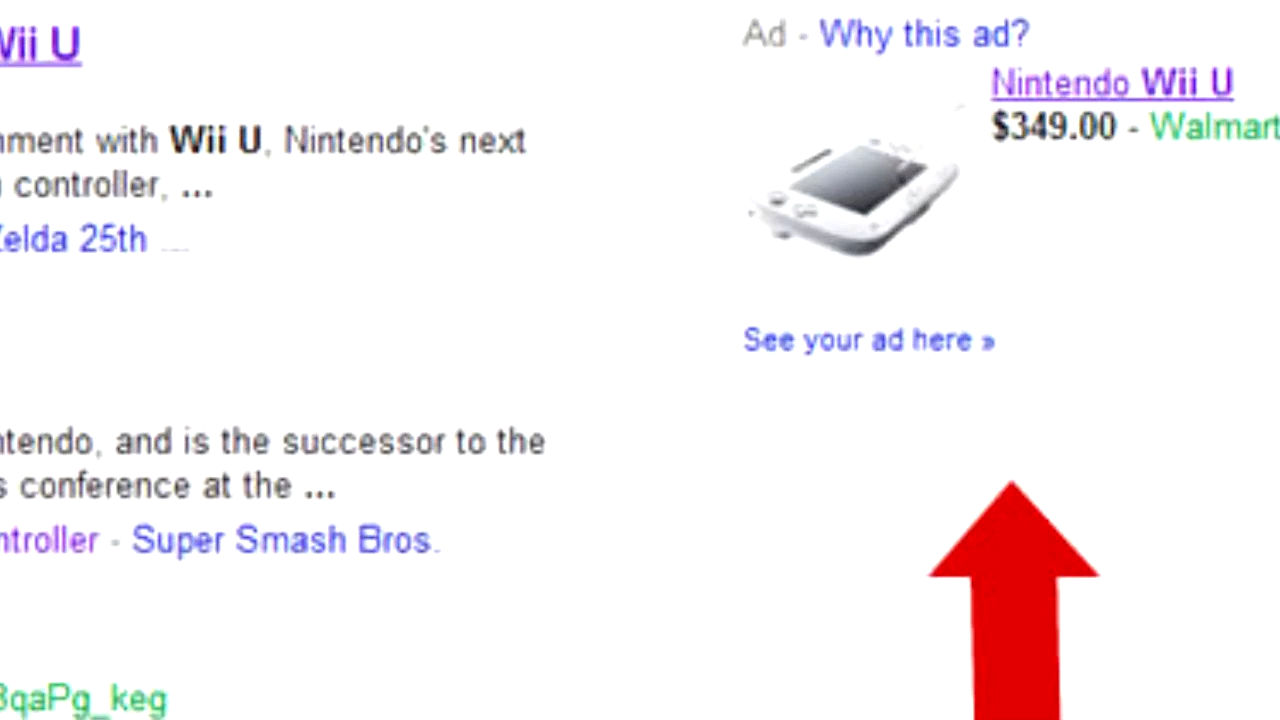 Wii U
nment with Wii U, Nintendo's next
controller, ...
Zelda 25th ...
ntendo, and is the successor to the
s conference at the ...
ntroller - Super Smash Bros.
3qaPg_keg
Ad - Why this ad?
Nintendo Wii U
$349.00 - Walmart
See your ad here »